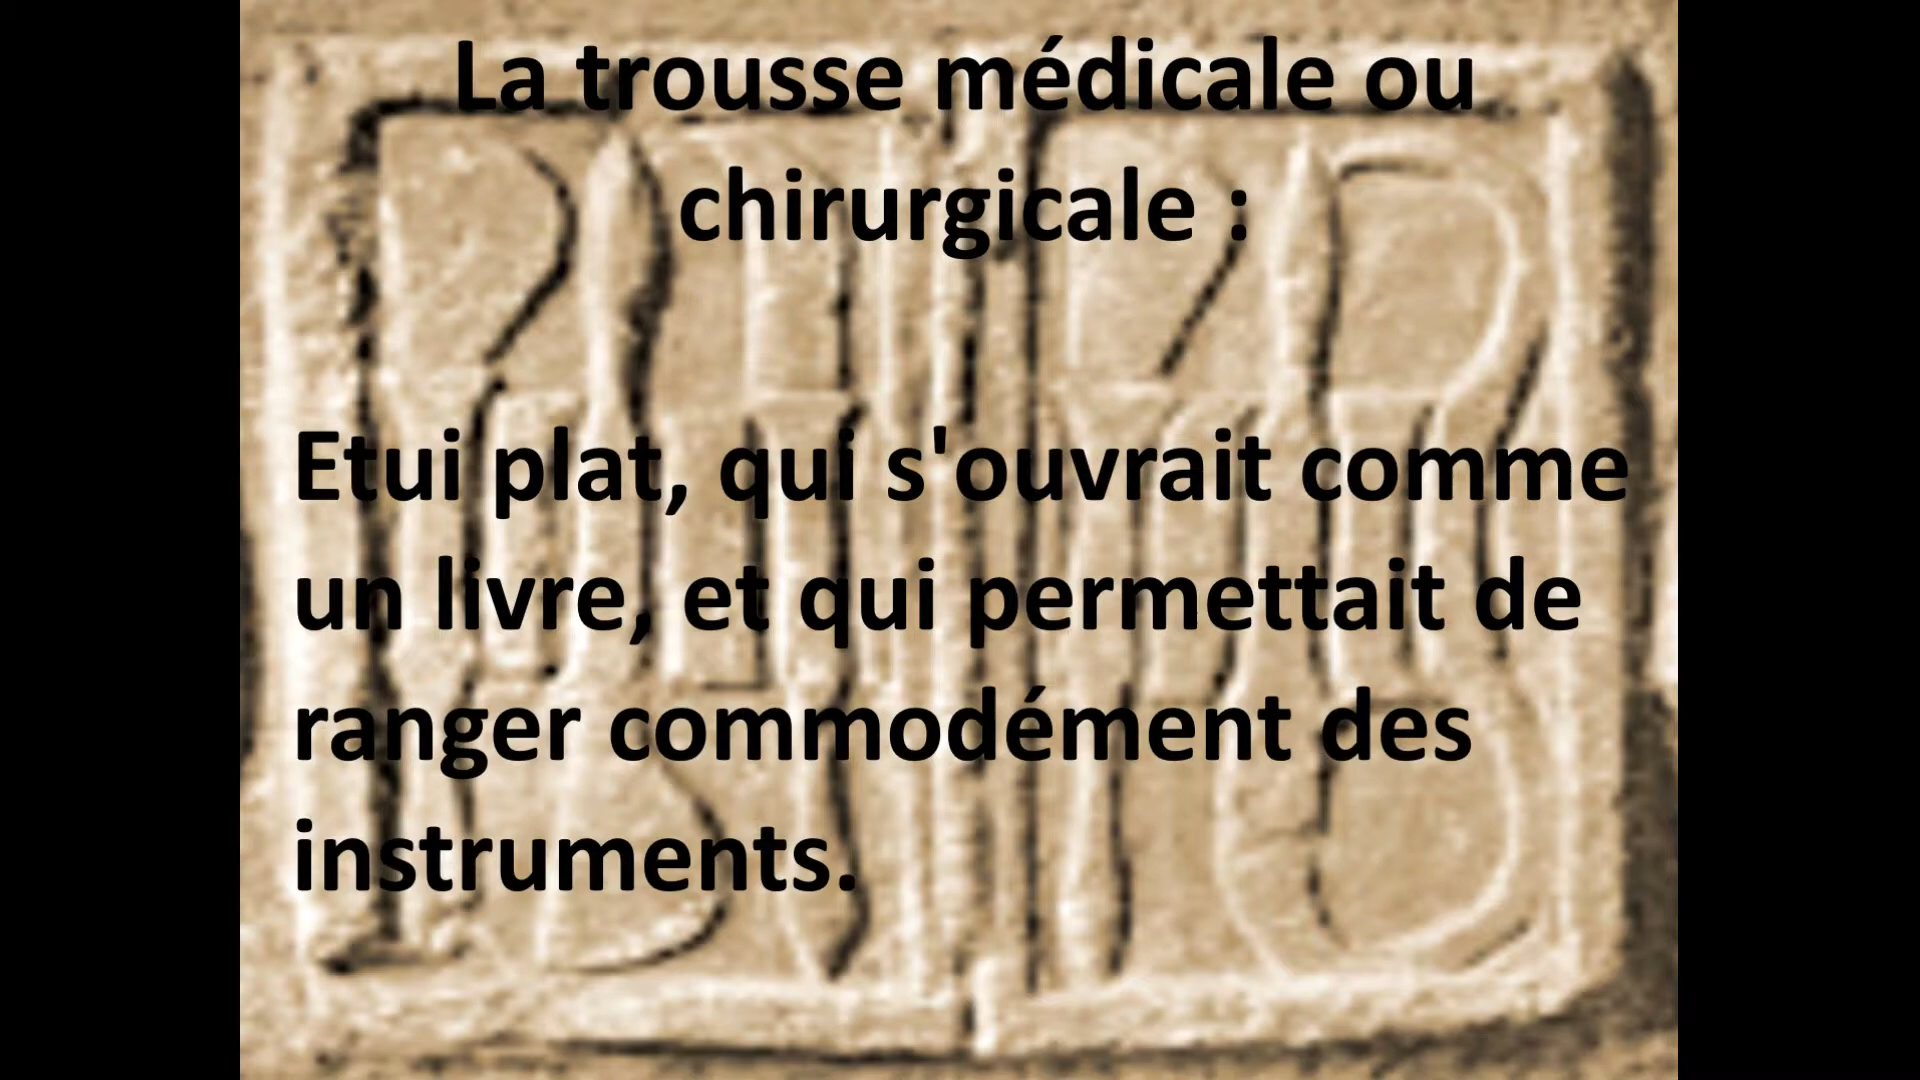 La trousse médicale ou
chirurgicale :
Etui plat, qui s'ouvrait comme
un livre, et qui permettait de
ranger commodément des
instruments.